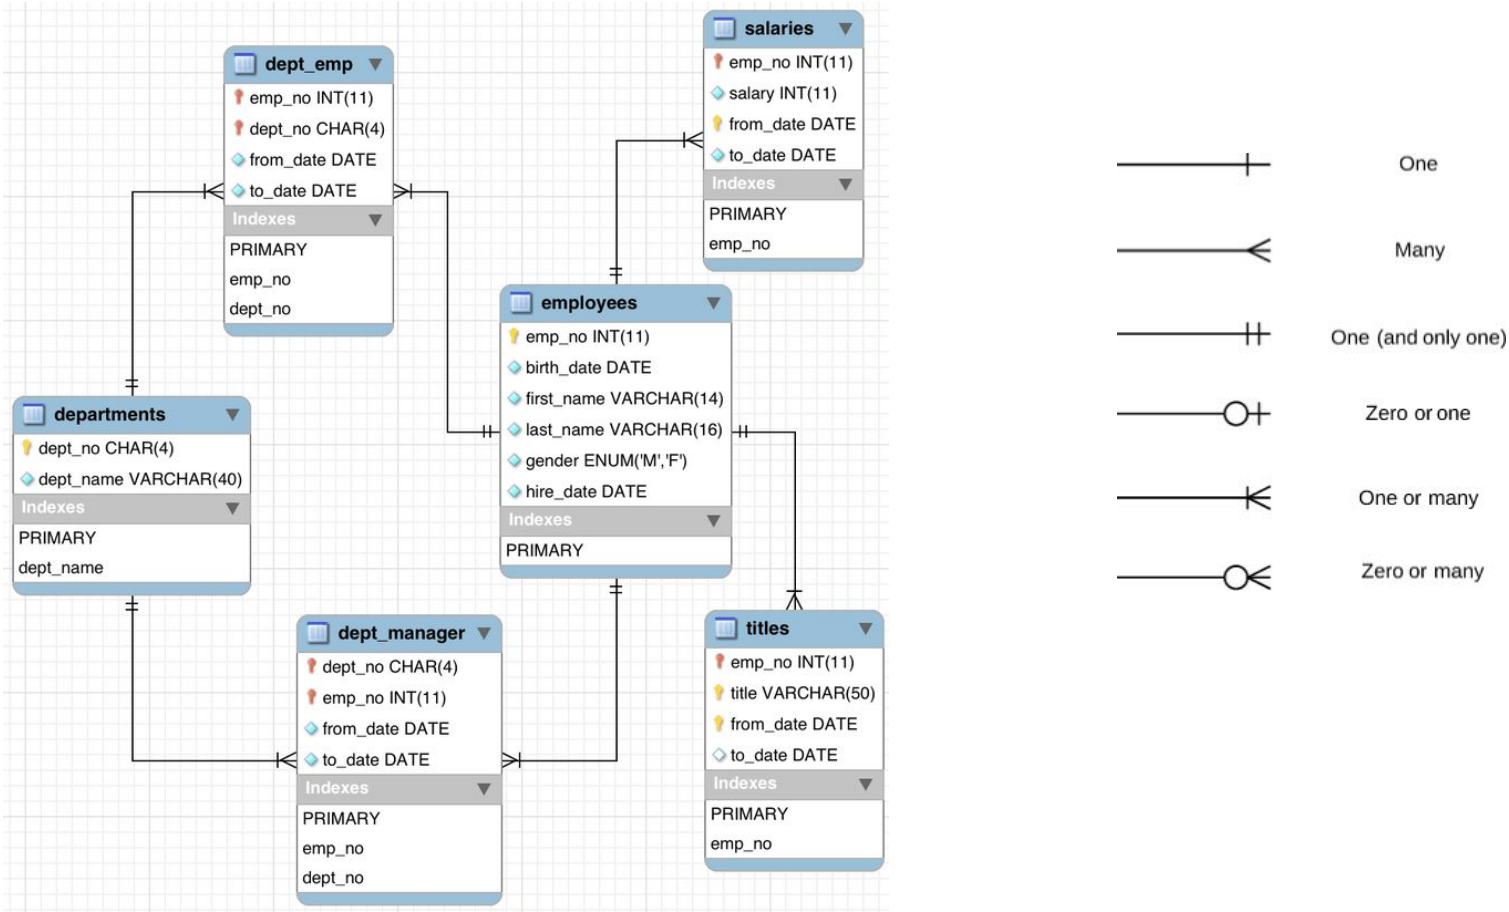 dept_emp
emp_no INT(11)
dept_no CHAR(4)
from_date DATE
to_date DATE
Indexes
PRIMARY
emp_no
dept_no
salaries
emp_no INT(11)
salary INT(11)
from_date DATE
to_date DATE
Indexes
PRIMARY
emp_no
employees
emp_no INT(11)
birth_date DATE
first_name VARCHAR(14)
last_name VARCHAR(16)
gender ENUM('M','F')
hire_date DATE
Indexes
PRIMARY
departments
dept_no CHAR(4)
dept_name VARCHAR(40)
Indexes
PRIMARY
dept_name
dept_manager
dept_no CHAR(4)
emp_no INT(11)
from_date DATE
to_date DATE
Indexes
PRIMARY
emp_no
dept_no
titles
emp_no INT(11)
title VARCHAR(50)
from_date DATE
to_date DATE
Indexes
PRIMARY
emp_no
One
Many
One (and only one)
Zero or one
One or many
Zero or many